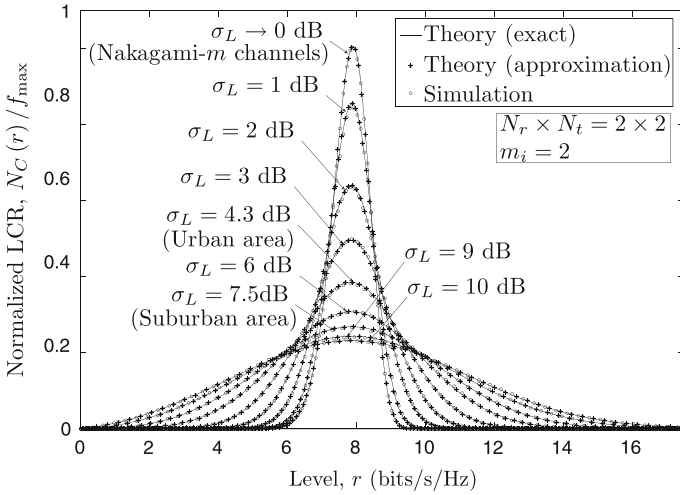 1
0.8
0.6
0.4
0.2
0
0 2 4 6 8 10 12 14 16
Normalized LCR, N_C (r) / f_max
Level, r (bits/s/Hz)
σ_L → 0 dB
(Nakagami-m channels)
σ_L = 1 dB
σ_L = 2 dB
σ_L = 3 dB
σ_L = 4.3 dB
(Urban area)
σ_L = 6 dB
σ_L = 7.5dB
(Suburban area)
σ_L = 9 dB
σ_L = 10 dB
Theory (exact)
Theory (approximation)
Simulation
N_r × N_t = 2 × 2
m_i = 2